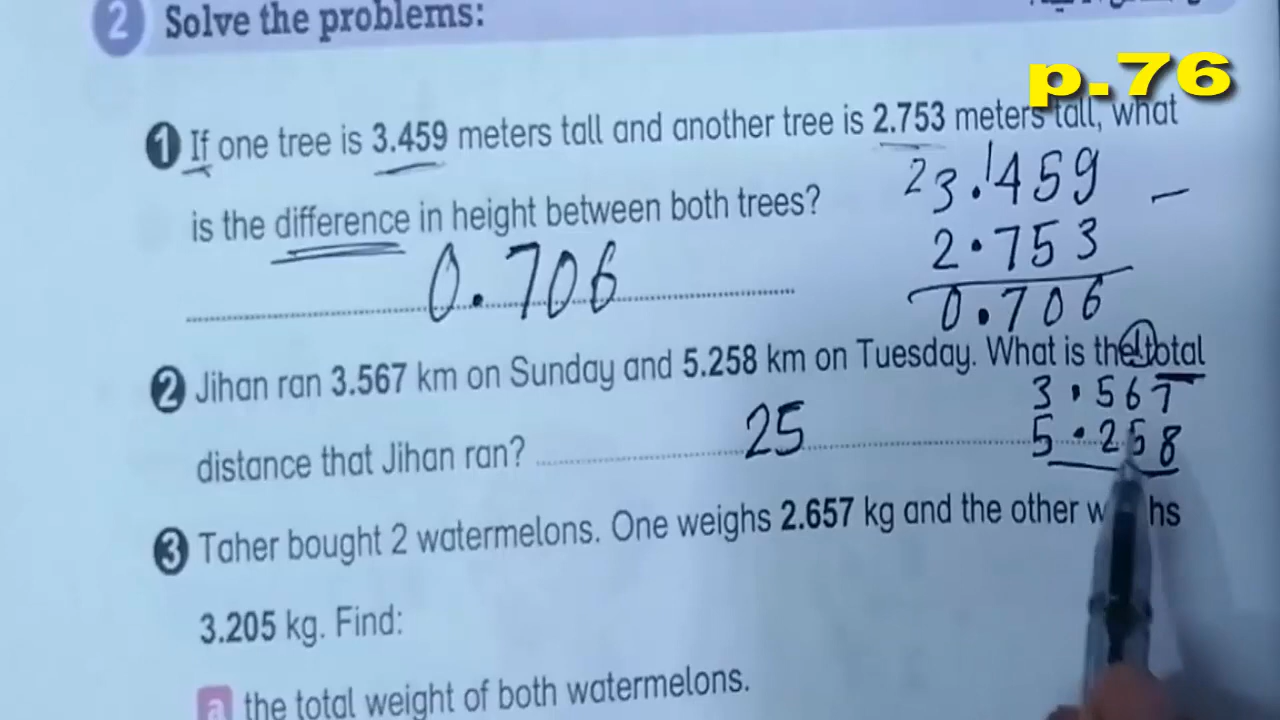 2 Solve the problems:
p.76
1 If one tree is 3.459 meters tall and another tree is 2.753 meters tall, what
is the difference in height between both trees?
2 3.1459 −
2.753
0.706
0.706
2 Jihan ran 3.567 km on Sunday and 5.258 km on Tuesday. What is the total
1
3.567
5.258
distance that Jihan ran? 25
3 Taher bought 2 watermelons. One weighs 2.657 kg and the other
3.205 kg. Find:
a the total weight of both watermelons.